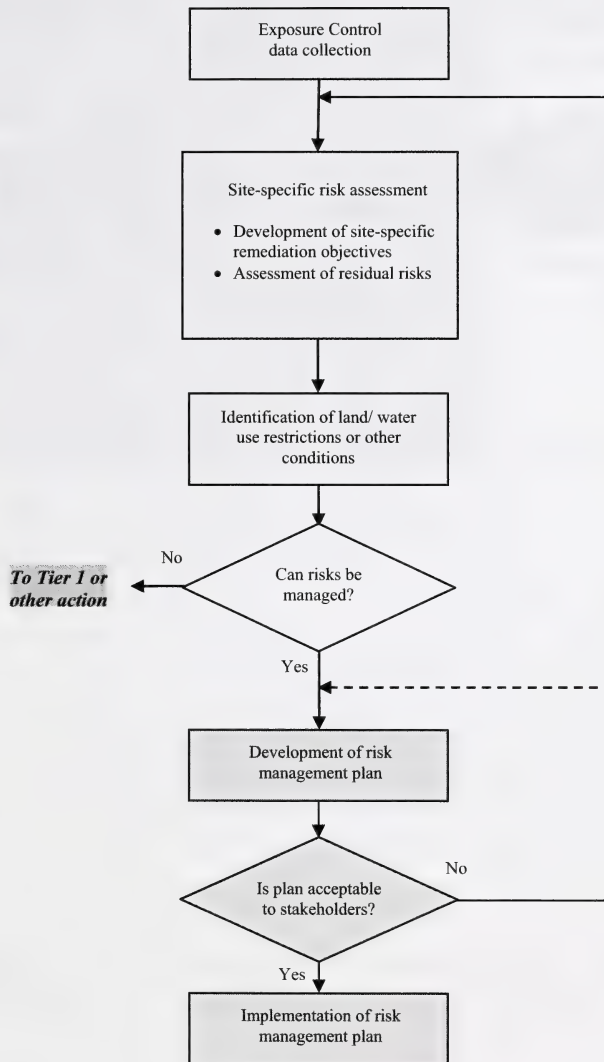 Exposure Control
data collection
Site-specific risk assessment
• Development of site-specific
remediation objectives
• Assessment of residual risks
Identification of land/ water
use restrictions or other
conditions
No
To Tier 1 or
other action
Can risks be
managed?
Yes
Development of risk
management plan
No
Is plan acceptable
to stakeholders?
Yes
Implementation of risk
management plan